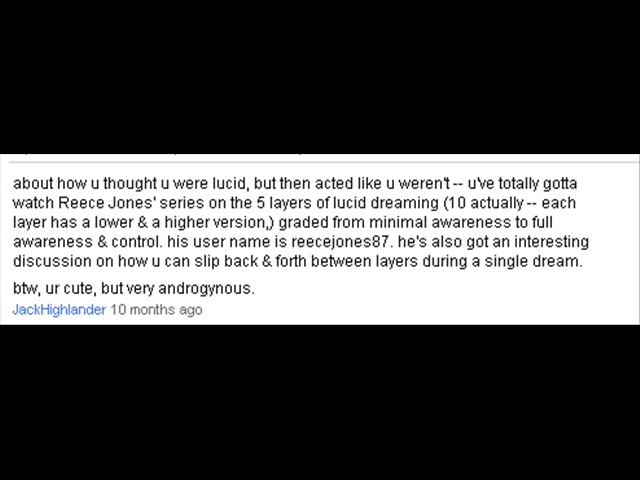 about how u thought u were lucid, but then acted like u weren't -- u've totally gotta
watch Reece Jones' series on the 5 layers of lucid dreaming (10 actually -- each
layer has a lower & a higher version,) graded from minimal awareness to full
awareness & control. his user name is reecejones87. he's also got an interesting
discussion on how u can slip back & forth between layers during a single dream.
btw, ur cute, but very androgynous.
JackHighlander 10 months ago